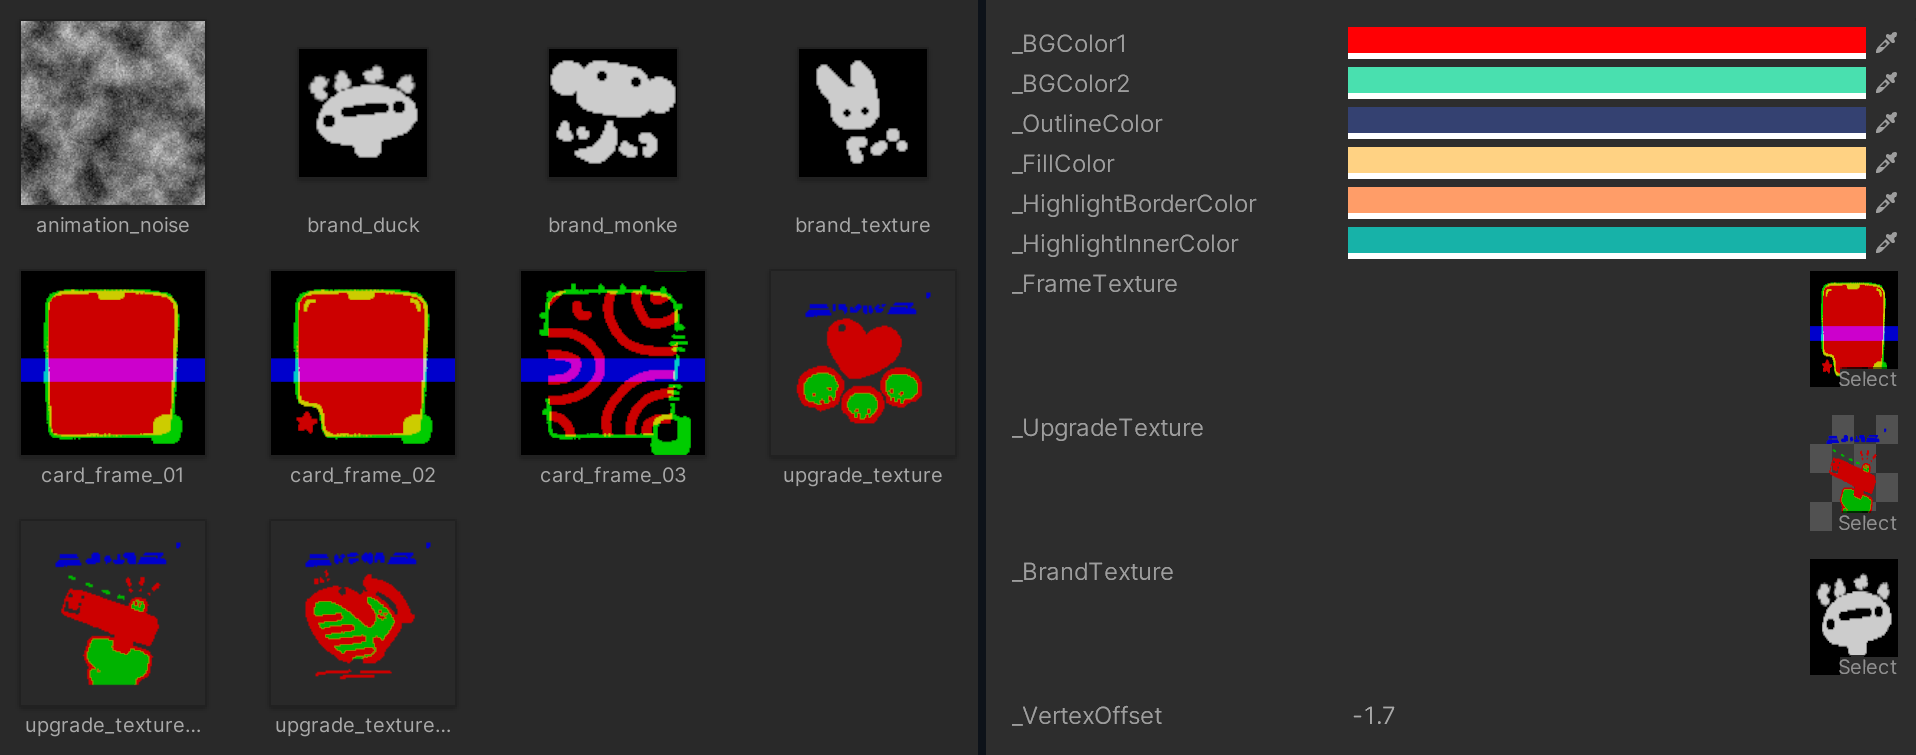 animation_noise
brand_duck
brand_monke
brand_texture
card_frame_01
card_frame_02
card_frame_03
upgrade_texture
upgrade_texture...
upgrade_texture...
_BGColor1
_BGColor2
_OutlineColor
_FillColor
_HighlightBorderColor
_HighlightInnerColor
_FrameTexture
Select
_UpgradeTexture
Select
_BrandTexture
Select
_VertexOffset -1.7